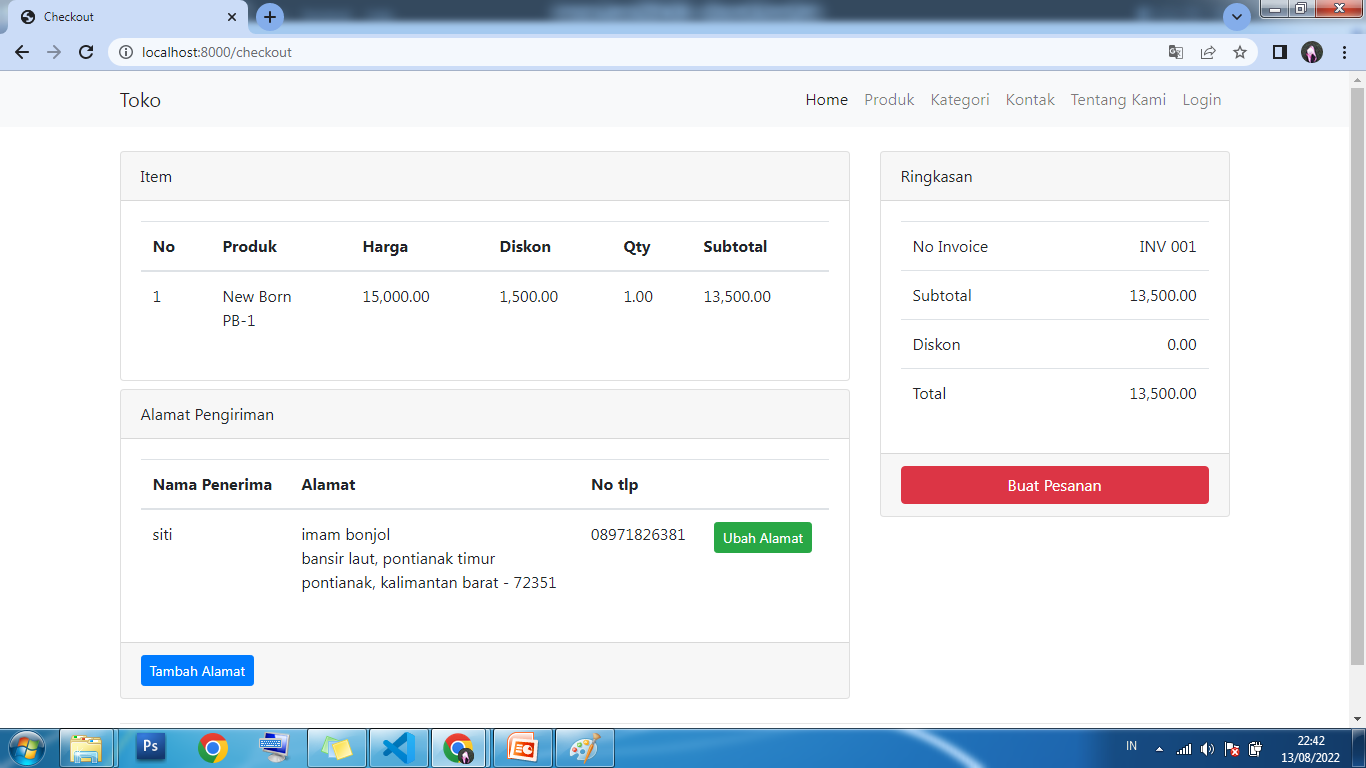 Checkout
localhost:8000/checkout
Toko
Home Produk Kategori Kontak Tentang Kami Login
Item
No Produk Harga Diskon Qty Subtotal
1 New Born 15,000.00 1,500.00 1.00 13,500.00
PB-1
Alamat Pengiriman
Nama Penerima Alamat No tlp
siti imam bonjol 08971826381 Ubah Alamat
bansir laut, pontianak timur
pontianak, kalimantan barat - 72351
Tambah Alamat
Ringkasan
No Invoice INV 001
Subtotal 13,500.00
Diskon 0.00
Total 13,500.00
Buat Pesanan
Ps
IN
22:42
13/08/2022